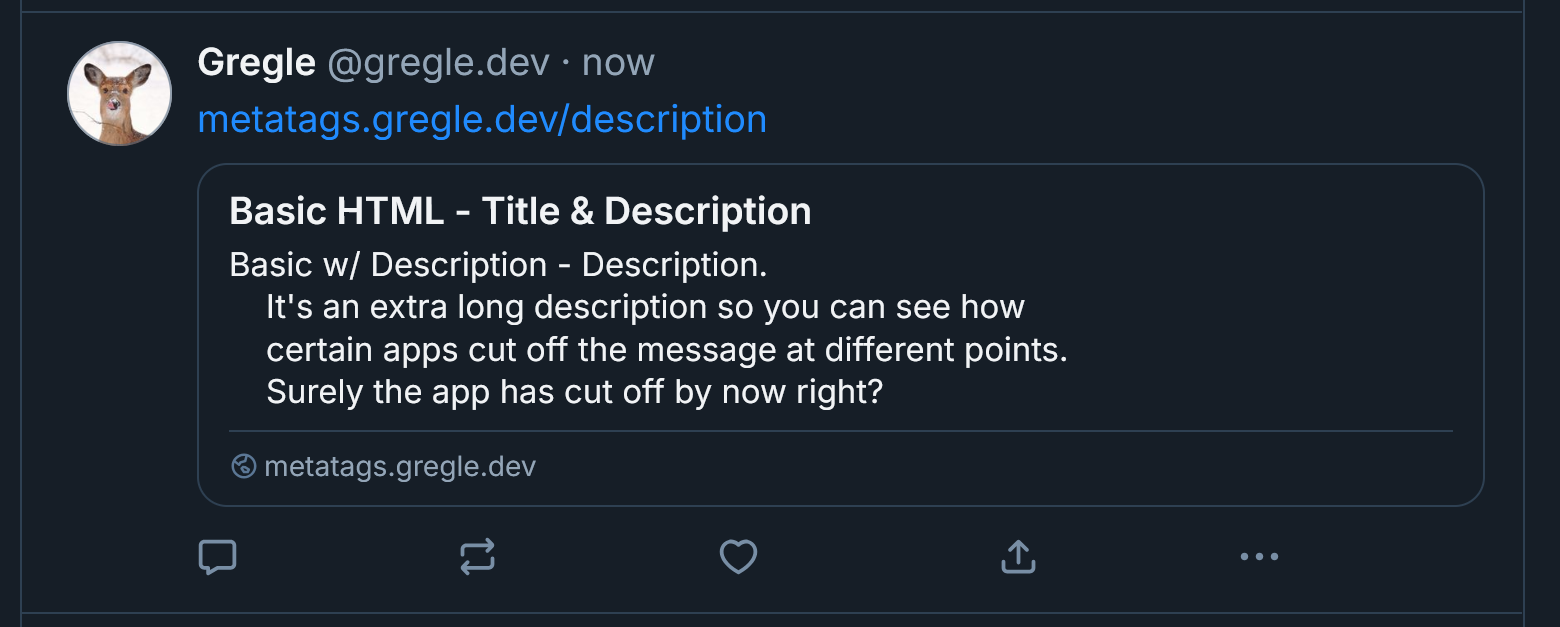 Gregle @gregle.dev · now
metatags.gregle.dev/description
Basic HTML - Title & Description
Basic w/ Description - Description.
It's an extra long description so you can see how
certain apps cut off the message at different points.
Surely the app has cut off by now right?
metatags.gregle.dev